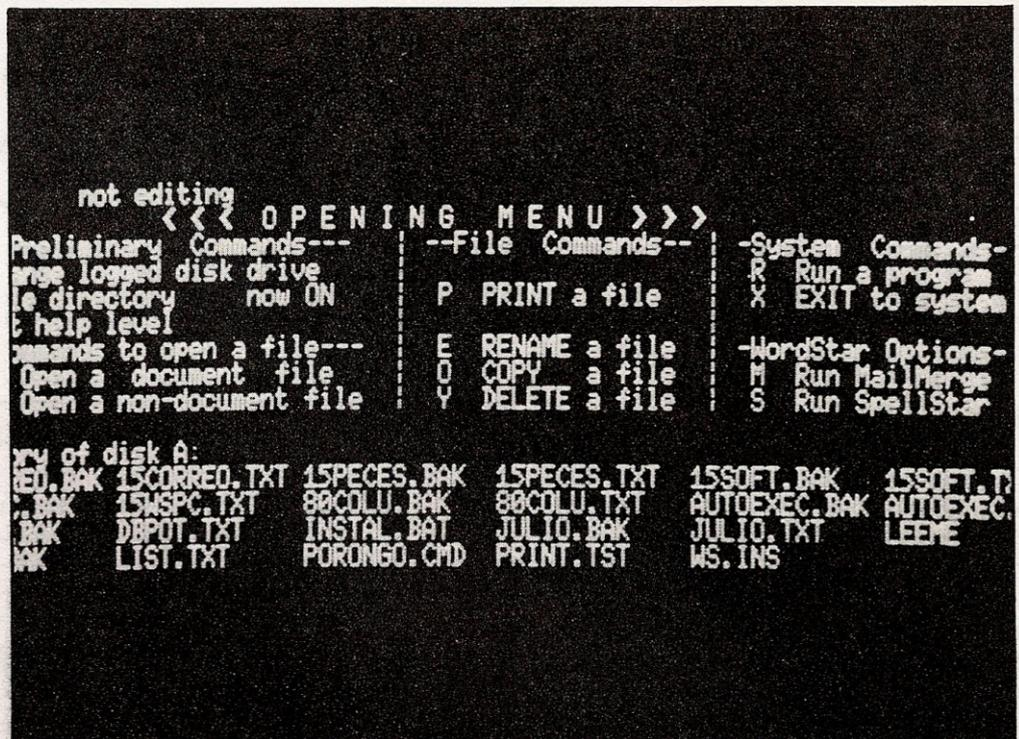 not editing
< < < O P E N I N G M E N U > > >
Preliminary Commands--- | --File Commands-- | -System Commands-
ange logged disk drive | | R Run a program
le directory now ON | P PRINT a file | X EXIT to system
t help level | |
ommands to open a file--- | E RENAME a file | -WordStar Options-
Open a document file | O COPY a file | M Run MailMerge
Open a non-document file | Y DELETE a file | S Run SpellStar
ry of disk A:
EO.BAK 15CORREO.TXT 15PECES.BAK 15PECES.TXT 15SOFT.BAK 15SOFT.T
.BAK 15WSPC.TXT 80COLU.BAK 80COLU.TXT AUTOEXEC.BAK AUTOEXEC.
.BAK DBPOT.TXT INSTAL.BAT JULIO.BAK JULIO.TXT LEEME
AK LIST.TXT PORONGO.CMD PRINT.TST WS.INS